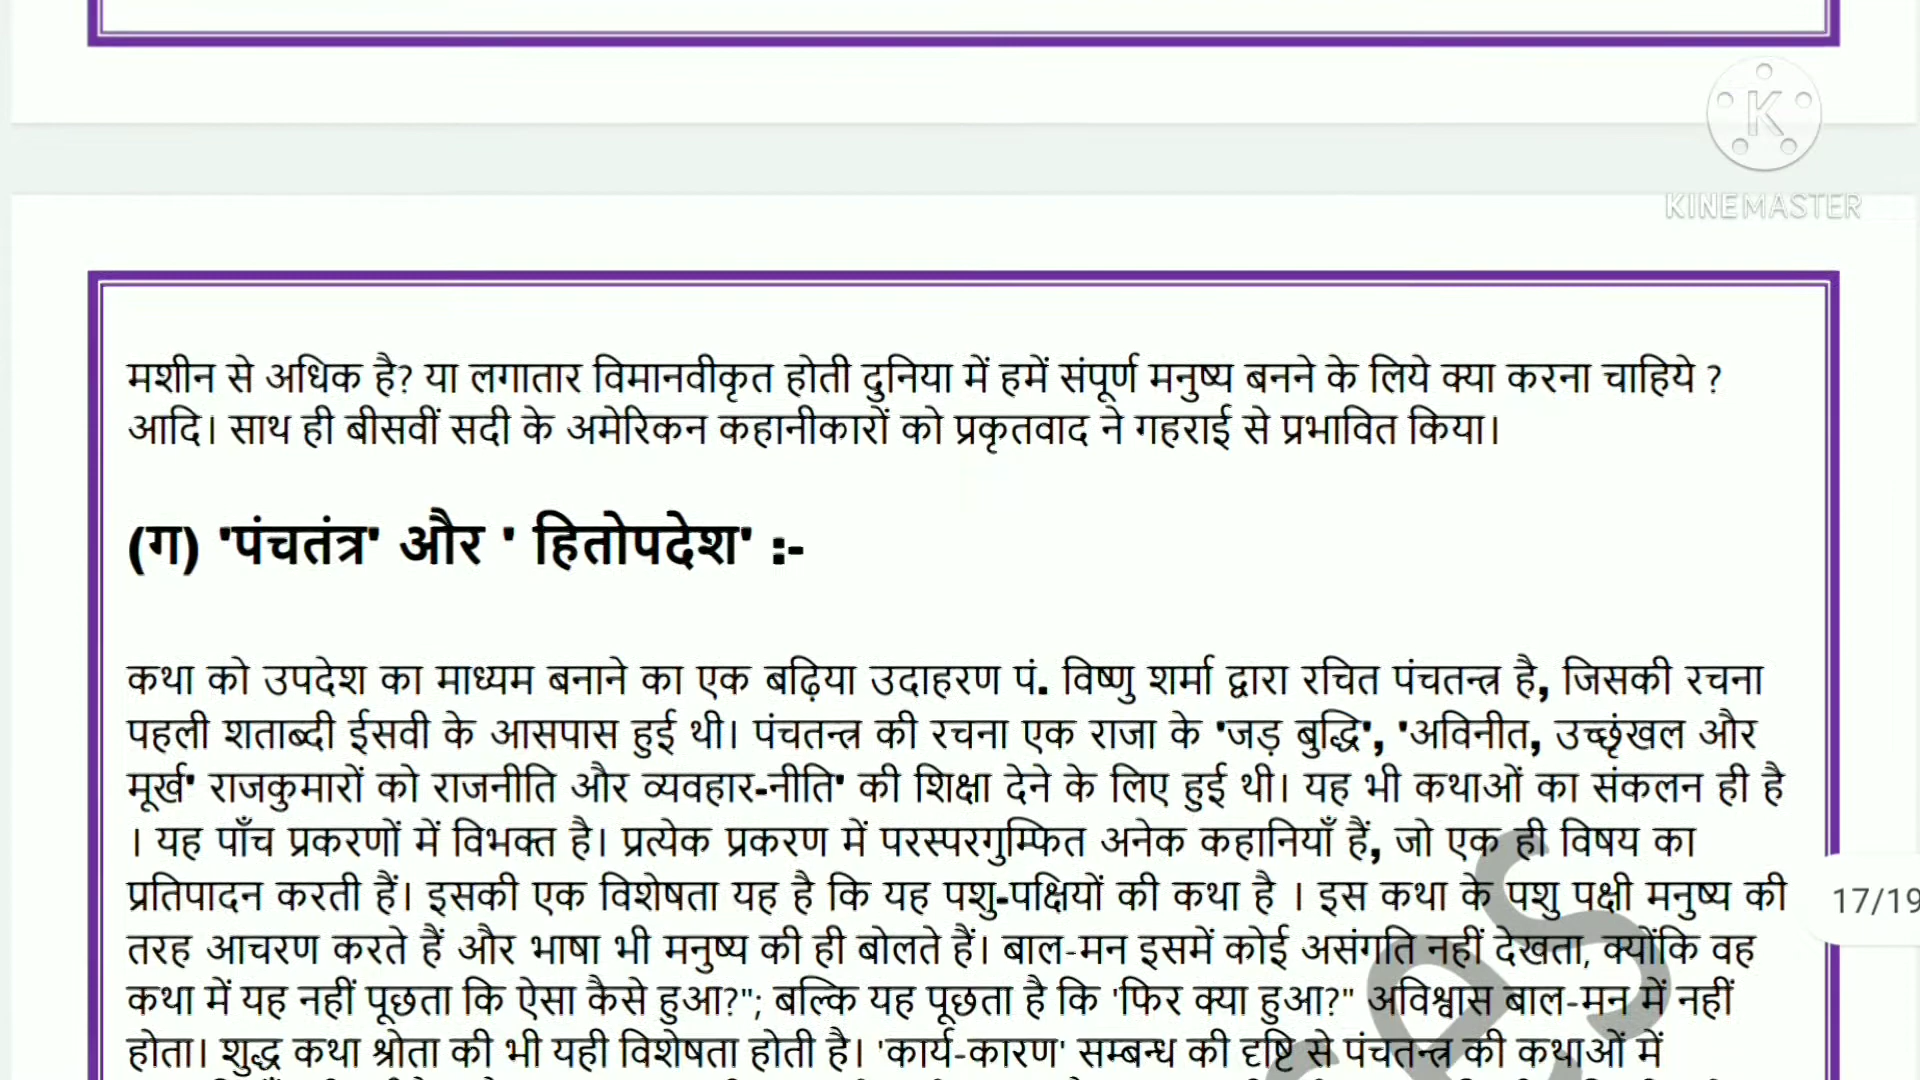 KINEMASTER
मशीन से अधिक है? या लगातार विमानवीकृत होती दुनिया में हमें संपूर्ण मनुष्य बनने के लिये क्या करना चाहिये ?
आदि। साथ ही बीसवीं सदी के अमेरिकन कहानीकारों को प्रकृतवाद ने गहराई से प्रभावित किया।
(ग) 'पंचतंत्र' और ' हितोपदेश' :-
कथा को उपदेश का माध्यम बनाने का एक बढ़िया उदाहरण पं. विष्णु शर्मा द्वारा रचित पंचतन्त्र है, जिसकी रचना
पहली शताब्दी ईसवी के आसपास हुई थी। पंचतन्त्र की रचना एक राजा के 'जड़ बुद्धि', 'अविनीत, उच्छृंखल और
मूर्ख' राजकुमारों को राजनीति और व्यवहार-नीति' की शिक्षा देने के लिए हुई थी। यह भी कथाओं का संकलन ही है
। यह पाँच प्रकरणों में विभक्त है। प्रत्येक प्रकरण में परस्परगुम्फित अनेक कहानियाँ हैं, जो एक ही विषय का
प्रतिपादन करती हैं। इसकी एक विशेषता यह है कि यह पशु-पक्षियों की कथा है । इस कथा के पशु पक्षी मनुष्य की
17/19
तरह आचरण करते हैं और भाषा भी मनुष्य की ही बोलते हैं। बाल-मन इसमें कोई असंगति नहीं देखता, क्योंकि वह
कथा में यह नहीं पूछता कि ऐसा कैसे हुआ?"; बल्कि यह पूछता है कि 'फिर क्या हुआ?" अविश्वास बाल-मन में नहीं
होता। शुद्ध कथा श्रोता की भी यही विशेषता होती है। 'कार्य-कारण' सम्बन्ध की दृष्टि से पंचतन्त्र की कथाओं में